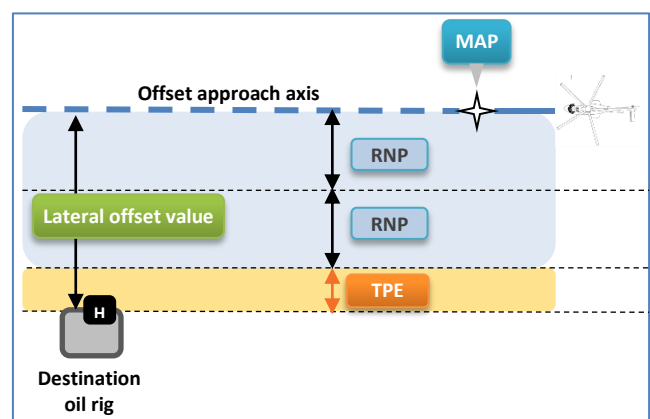 MAP
Offset approach axis
RNP
Lateral offset value
RNP
TPE
H
Destination
oil rig